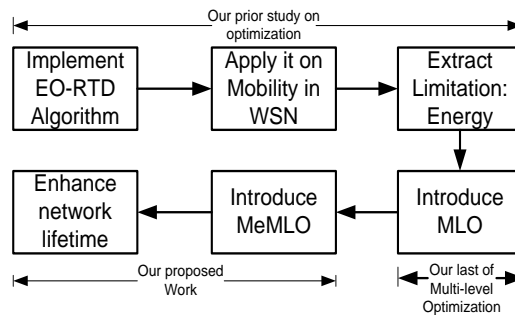 Our prior study on
optimization
Implement
EO-RTD
Algorithm
Apply it on
Mobility in
WSN
Extract
Limitation:
Energy
Enhance
network
lifetime
Introduce
MeMLO
Introduce
MLO
Our proposed
Work
Our last of
Multi-level
Optimization